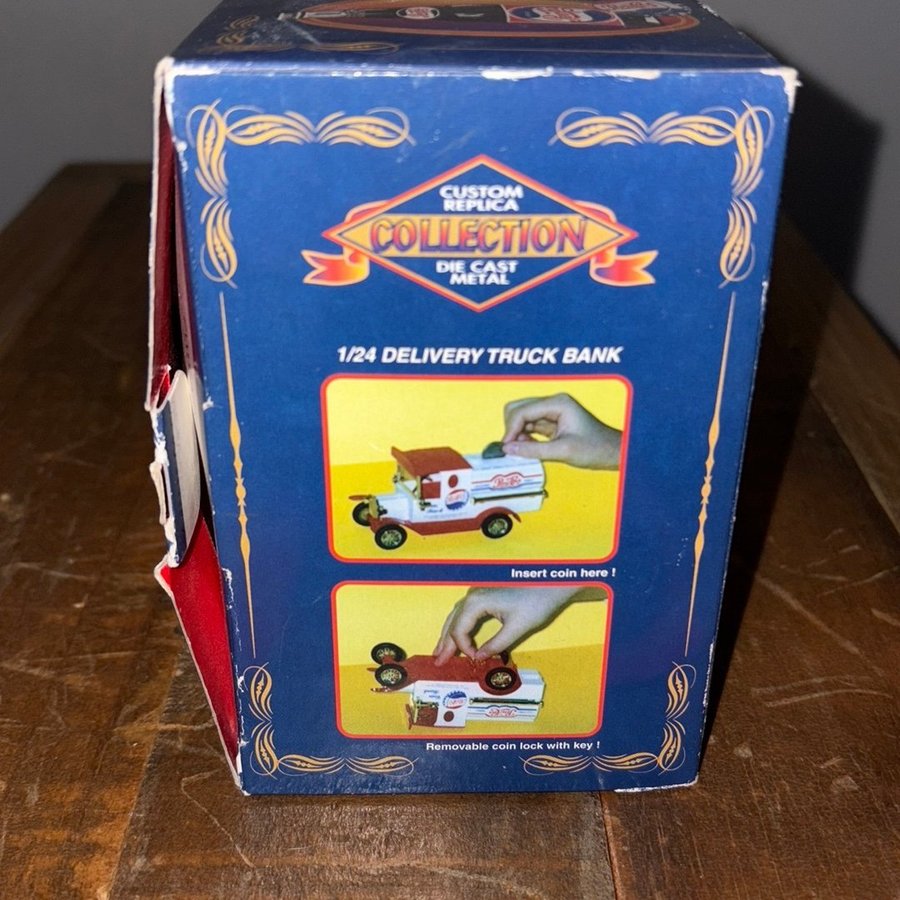 CUSTOM
REPLICA
COLLECTION
DIE CAST
METAL
1/24 DELIVERY TRUCK BANK
Insert coin here !
Removable coin lock with key !